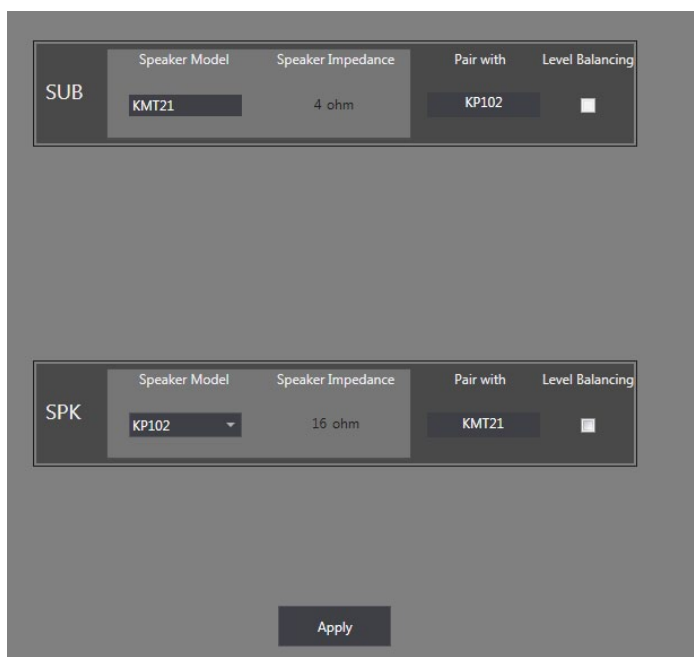 Speaker Model Speaker Impedance Pair with Level Balancing
SUB KMT21 4 ohm KP102
Speaker Model Speaker Impedance Pair with Level Balancing
SPK KP102 16 ohm KMT21
Apply